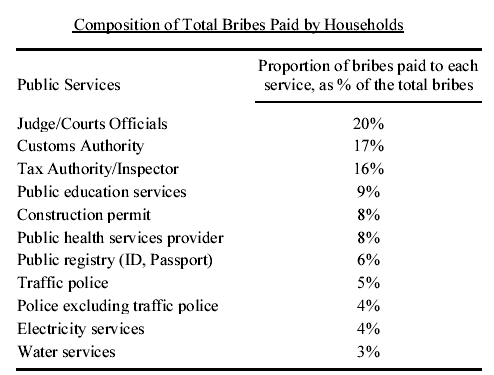 Composition of Total Bribes Paid by Households
Public Services
Proportion of bribes paid to each
service, as % of the total bribes
Judge/Courts Officials 20%
Customs Authority 17%
Tax Authority/Inspector 16%
Public education services 9%
Construction permit 8%
Public health services provider 8%
Public registry (ID, Passport) 6%
Traffic police 5%
Police excluding traffic police 4%
Electricity services 4%
Water services 3%